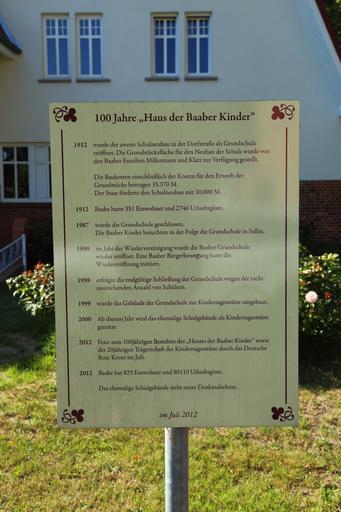 100 Jahre „Haus der Baaber Kinder“
1912 wurde der zweite Schulneubau in der Dorfstraße als Grundschule
eröffnet. Die Grundstücksfläche für den Neubau der Schule wurde von
den Baaber Familien Millermann und Klatt zur Verfügung gestellt.
Die Baukosten einschließlich der Kosten für den Erwerb der
Grundstücke betrugen 35.370 M.
Der Staat förderte den Schulneubau mit 10.000 M. .
1912 Baabe hatte 351 Einwohner und 2746 Urlaubsgäste.
1987 wurde die Grundschule geschlossen.
Die Baaber Kinder besuchten in der Folge die Grundschule in Sellin.
1990 im Jahr der Wiedervereinigung wurde die Baaber Grundschule
wieder eröffnet. Eine Baaber Bürgerbewegung hatte die
Wiedereröffnung initiiert.
1998 erfolgte die endgültige Schließung der Grundschule wegen der nicht
ausreichenden Anzahl von Schülern.
1999 wurde das Gebäude der Grundschule zur Kindertagesstätte umgebaut.
2000 Ab diesem Jahr wird das ehemalige Schulgebäude als Kindertagesstätte
genutzt.
2012 Feier zum 100jährigen Bestehen des „Hauses der Baaber Kinder“ sowie
der 20jährigen Trägerschaft der Kindertagesstätte durch das Deutsche
Rote Kreuz im Juli.
2012 Baabe hat 825 Einwohner und 80110 Urlaubsgäste.
Das ehemalige Schulgebäude steht unter Denkmalschutz.
im Juli 2012